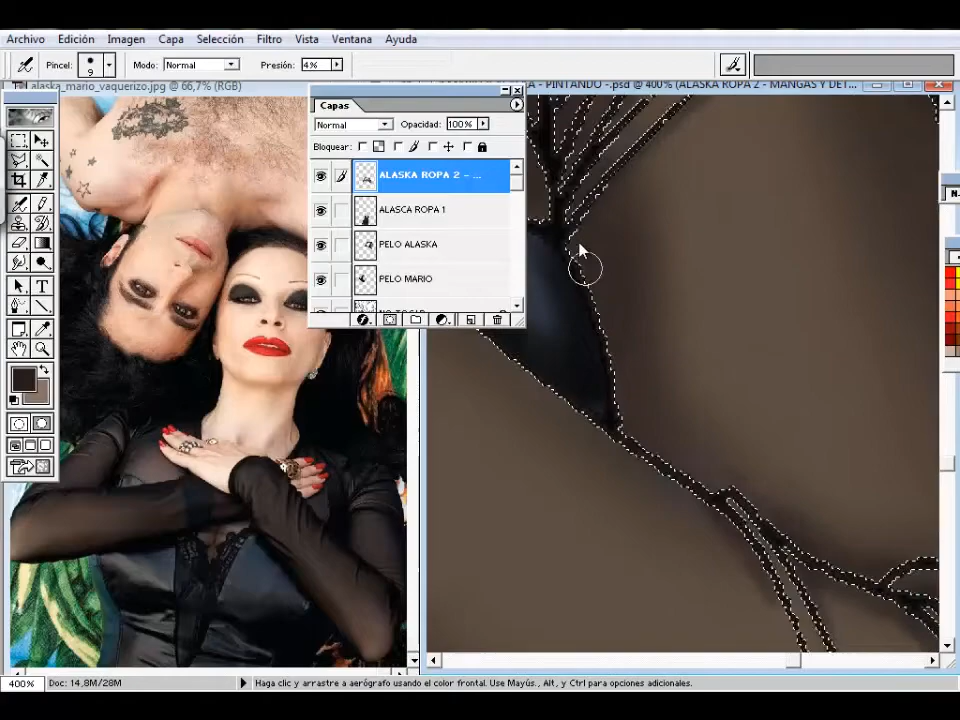 Archivo Edición Imagen Capa Selección Filtro Vista Ventana Ayuda
Pincel: 9 Modo: Normal Presión: 4%
alaska_mario_vaquerizo.jpg @ 66,7% (RGB)
- PINTANDO -.psd @ 400% (ALASKA ROPA 2 - MANGAS Y DET...
Capas
Normal Opacidad: 100%
Bloquear:
ALASKA ROPA 2 - ...
ALASCA ROPA 1
PELO ALASKA
PELO MARIO
400% Doc: 14,8M/28M Haga clic y arrastre a aerógrafo usando el color frontal. Use Mayús., Alt, y Ctrl para opciones adicionales.